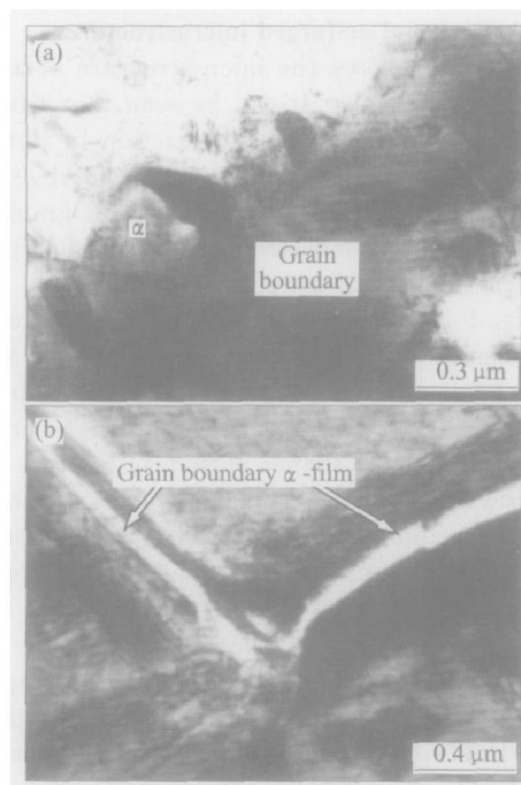 (a)
α
Grain
boundary
0.3 μm
(b)
Grain boundary α -film
0.4 μm